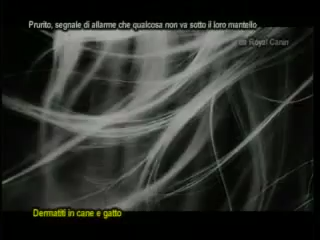 Prurito, segnale di allarme che qualcosa non va sotto il loro mantello
da Royal Canin
Dermatiti in cane e gatto